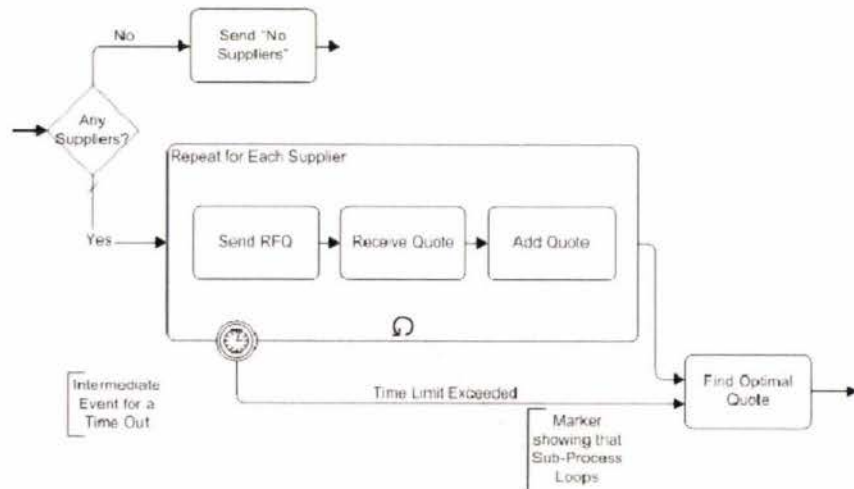 No
Send "No
Suppliers"
Any
Suppliers?
Repeat for Each Supplier
Send RFQ
Receive Quote
Add Quote
Yes
Time Limit Exceeded
Find Optimal
Quote
Intermediate
Event for a
Time Out
Marker
showing that
Sub-Process
Loops